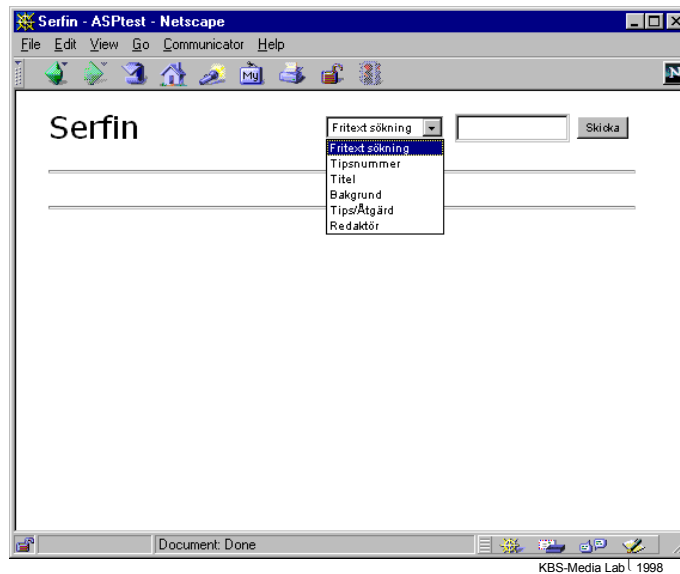 Serfin - ASPtest - Netscape
File Edit View Go Communicator Help
My
N
Serfin
Fritext sökning
Skicka
Fritext sökning
Tipsnummer
Titel
Bakgrund
Tips/Åtgärd
Redaktör
Document: Done
KBS-Media Lab 1998